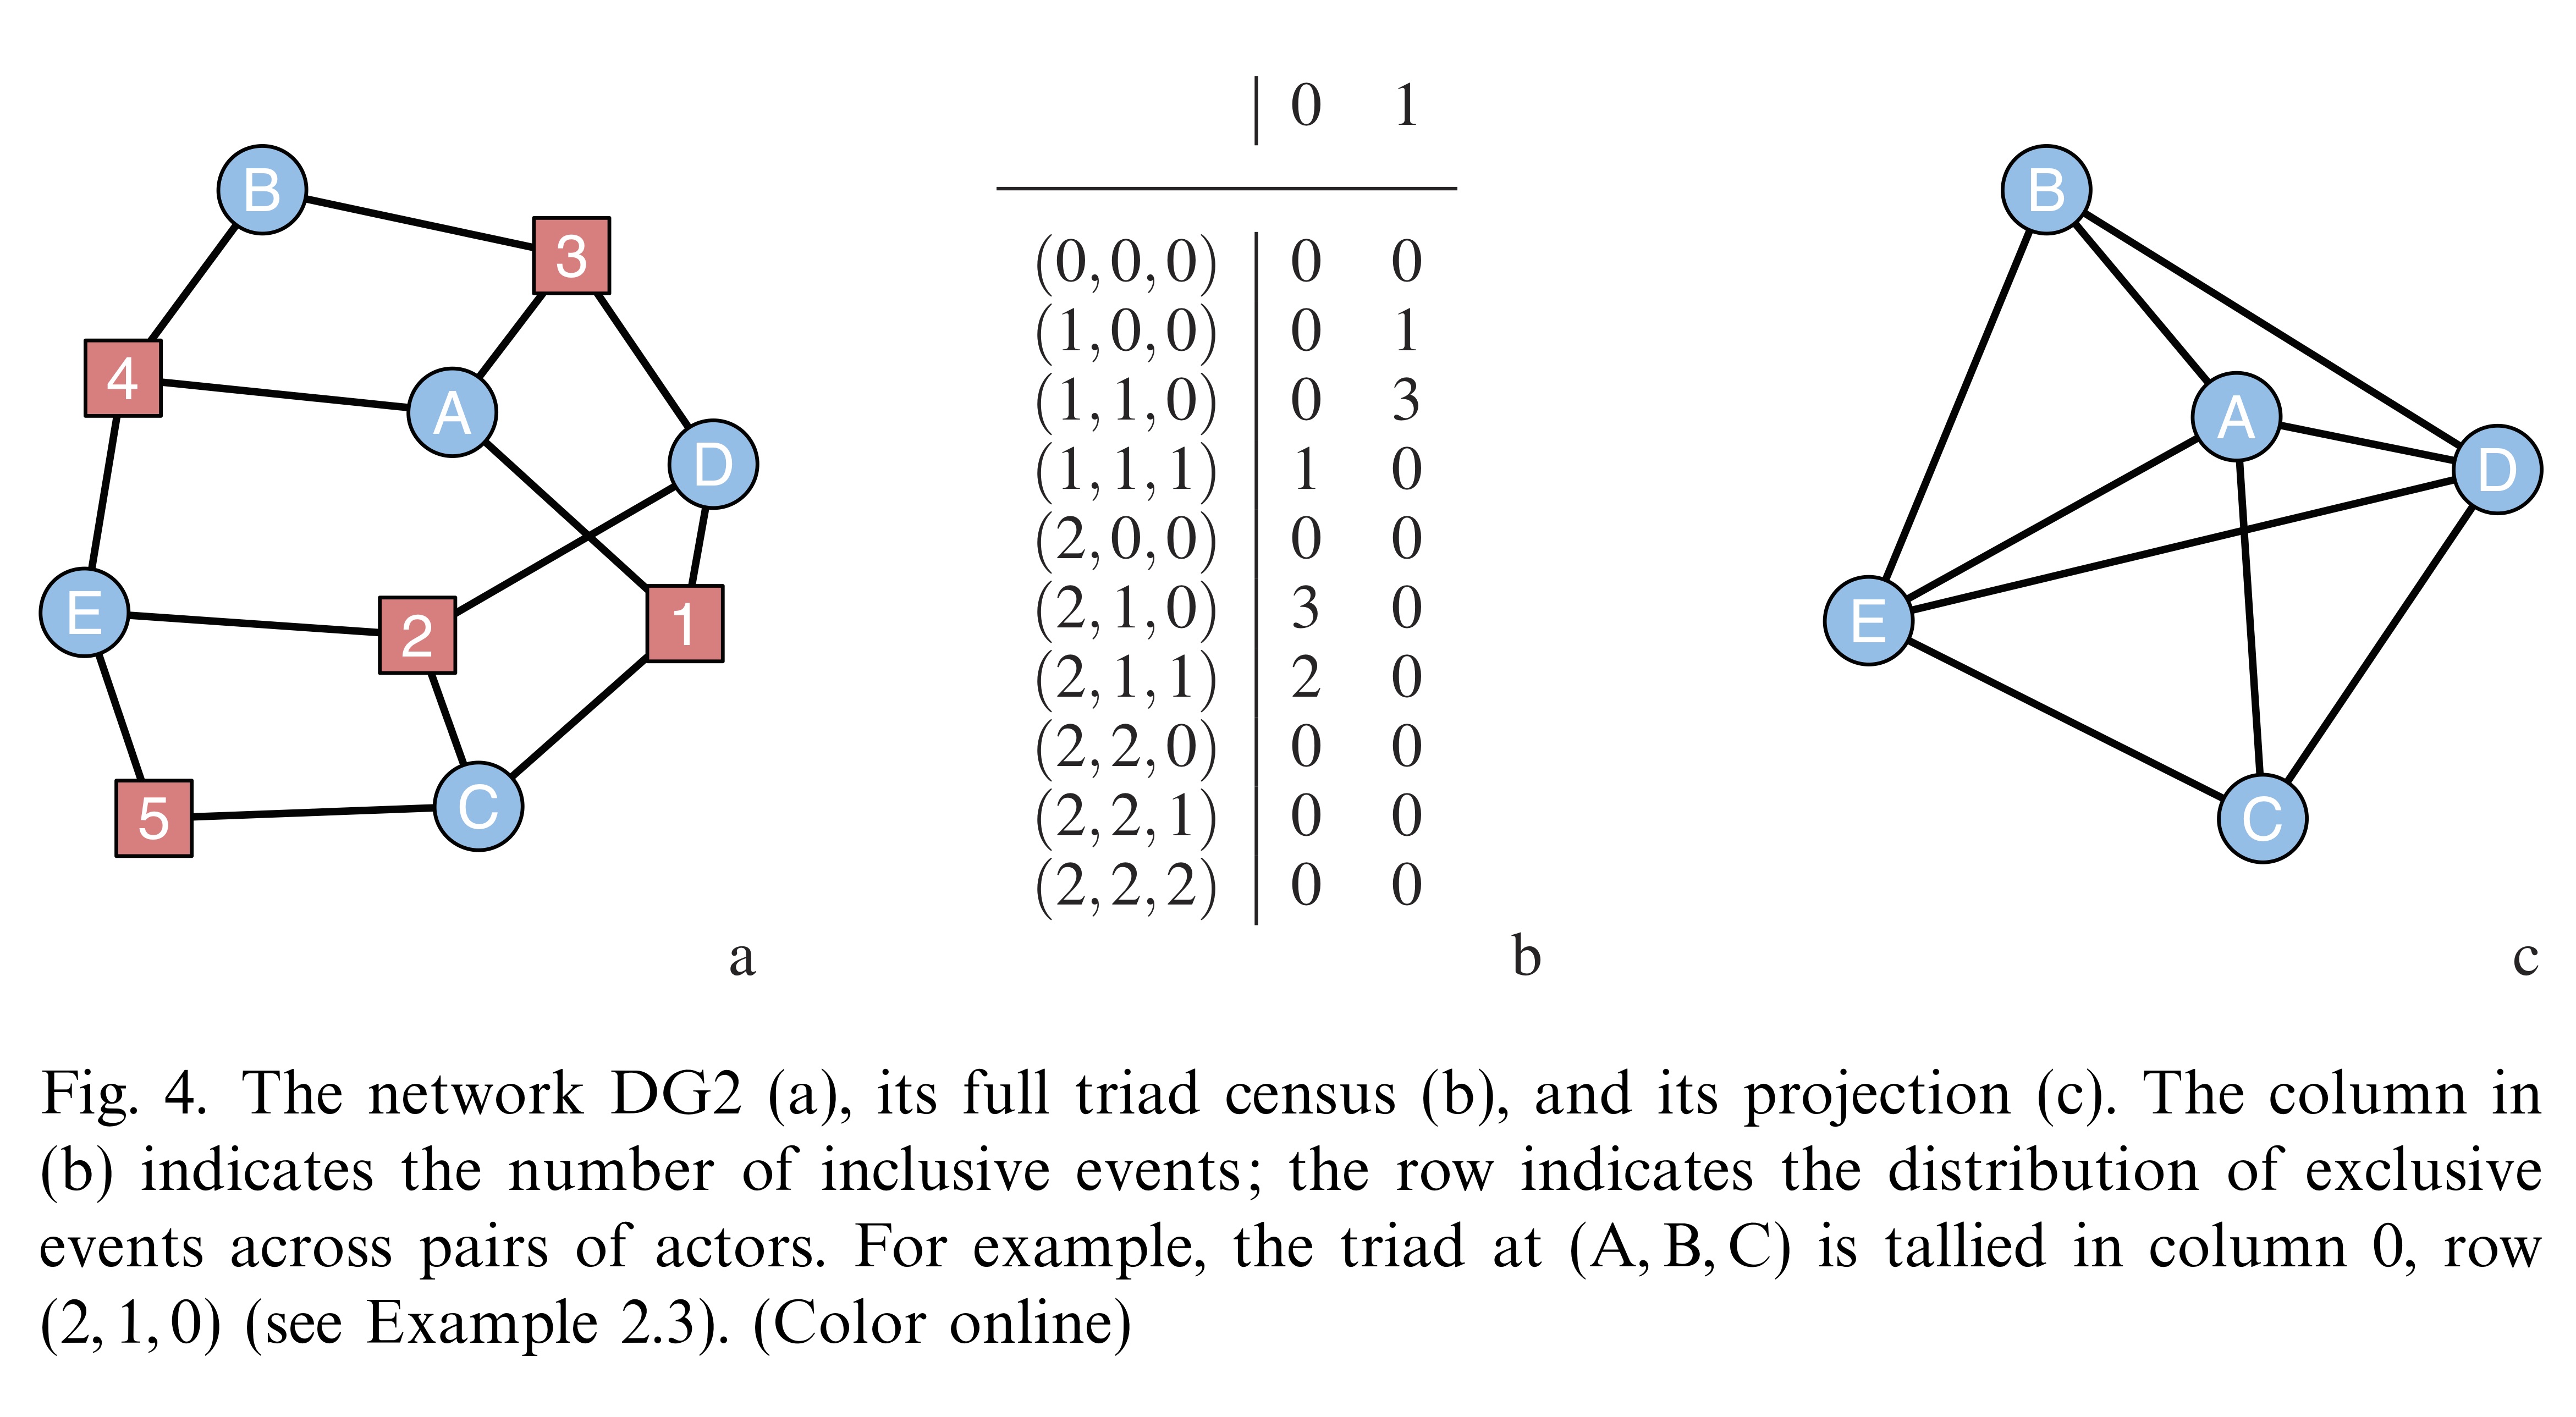 B
3
4
A
D
E
2
1
5
C
a
0 1
(0,0,0) 0 0
(1,0,0) 0 1
(1,1,0) 0 3
(1,1,1) 1 0
(2,0,0) 0 0
(2,1,0) 3 0
(2,1,1) 2 0
(2,2,0) 0 0
(2,2,1) 0 0
(2,2,2) 0 0
b
B
A
D
E
C
c
Fig. 4. The network DG2 (a), its full triad census (b), and its projection (c). The column in
(b) indicates the number of inclusive events; the row indicates the distribution of exclusive
events across pairs of actors. For example, the triad at (A, B, C) is tallied in column 0, row
(2, 1, 0) (see Example 2.3). (Color online)